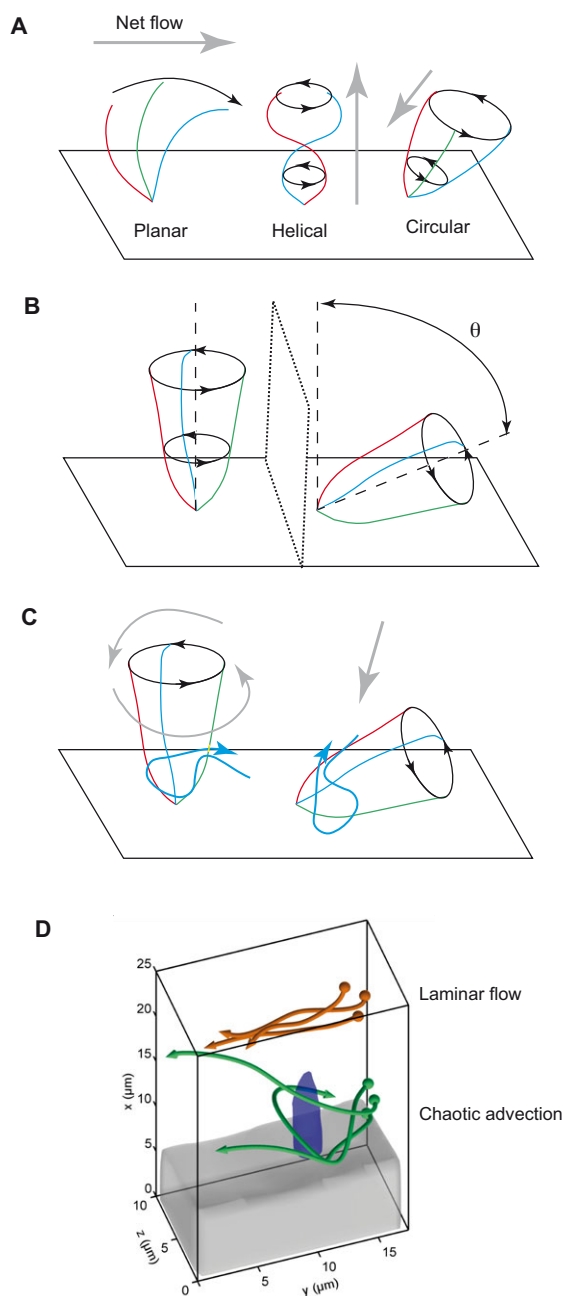 A
Net flow
Planar
Helical
Circular
B
θ
C
D
25
20
15
10
5
0
x (μm)
Laminar flow
Chaotic advection
10
5
0
z (μm)
5
10
15
y (μm)